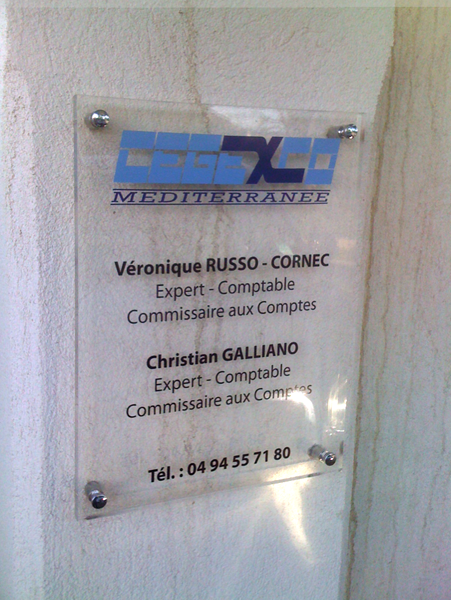 CEGEXCO
MEDITERRANEE
Véronique RUSSO - CORNEC
Expert - Comptable
Commissaire aux Comptes
Christian GALLIANO
Expert - Comptable
Commissaire aux Comptes
Tél. : 04 94 55 71 80